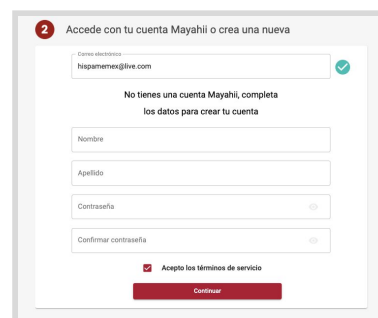 2 Accede con tu cuenta Mayahii o crea una nueva
Correo electrónico
hispamemex@live.com
No tienes una cuenta Mayahii, completa
los datos para crear tu cuenta
Nombre
Apellido
Contraseña
Confirmar contraseña
Acepto los términos de servicio
Continuar